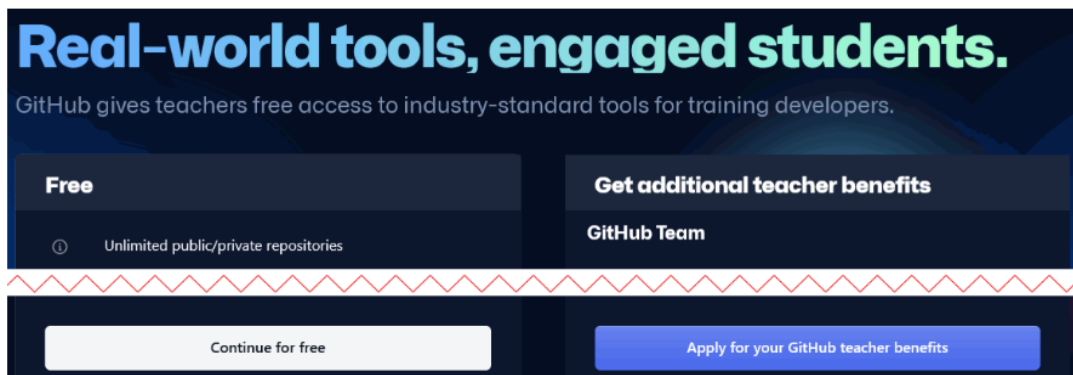 Real-world tools, engaged students.
GitHub gives teachers free access to industry-standard tools for training developers.
Free
Unlimited public/private repositories
Get additional teacher benefits
GitHub Team
Continue for free
Apply for your GitHub teacher benefits